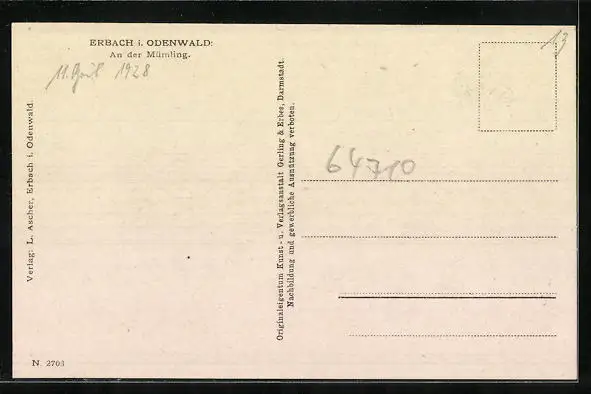 ERBACH i. ODENWALD:
An der Mümling.
11. April 1928
13
Verlag: L. Ascher, Erbach i. Odenwald.
Originaleigentum Kunst- u. Verlagsanstalt Gerling & Erbes, Darmstadt.
Nachbildung und gewerbliche Ausnützung verboten.
64710
N. 2703